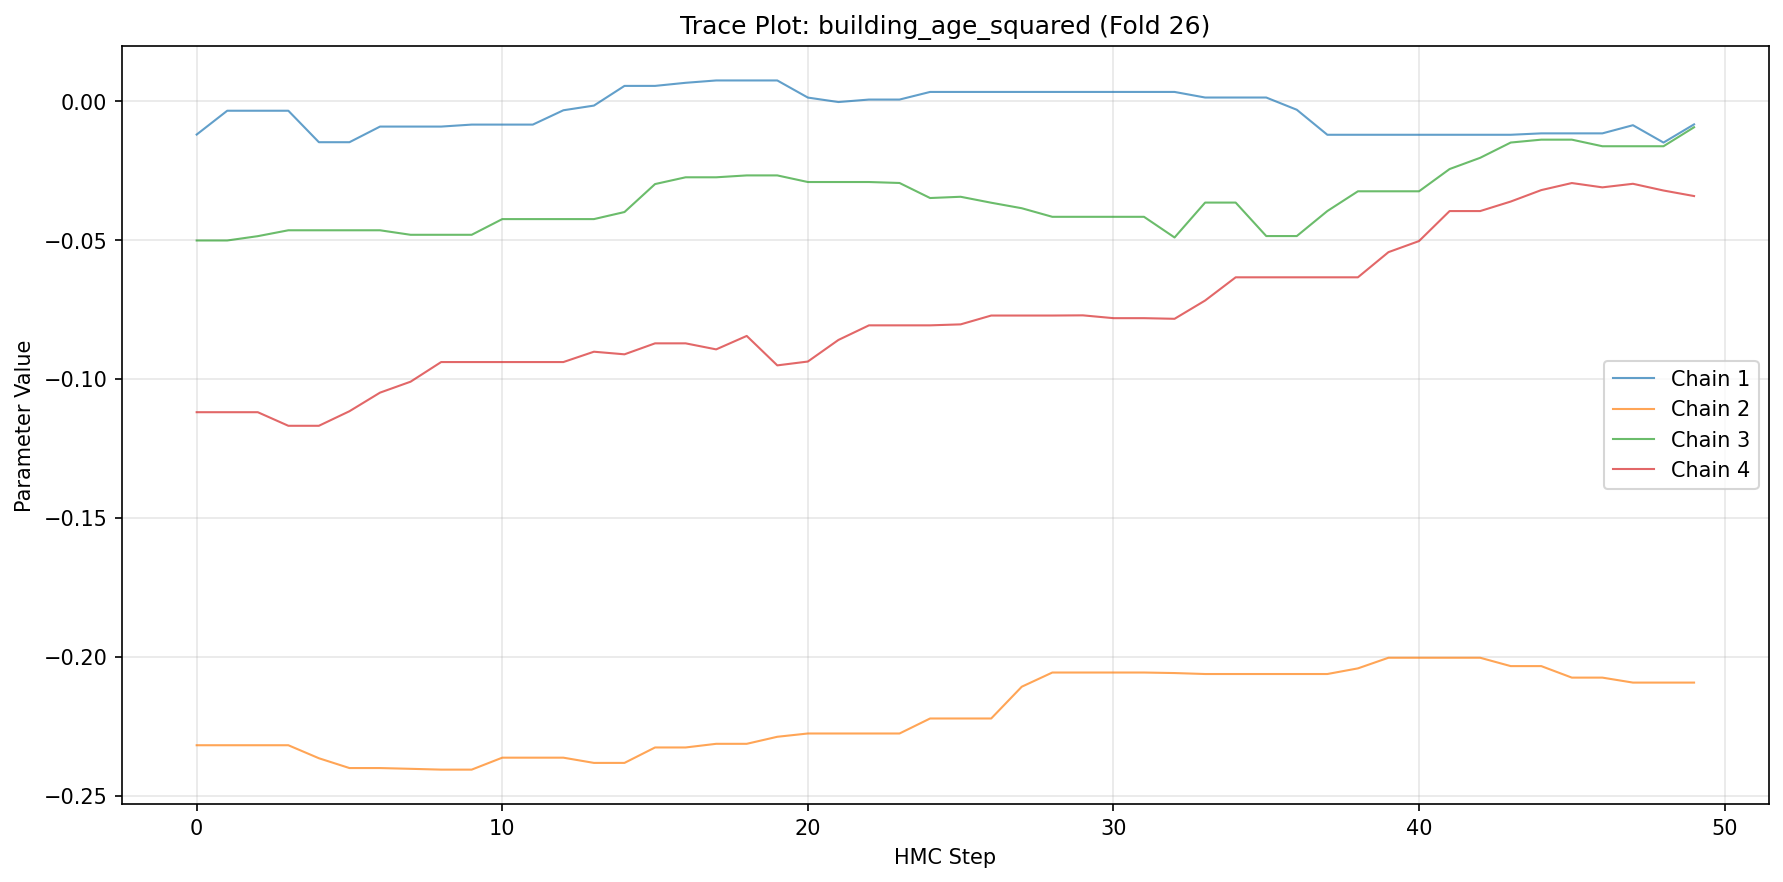 Trace Plot: building_age_squared (Fold 26)
Parameter Value
0.00
−0.05
−0.10
−0.15
−0.20
−0.25
Chain 1
Chain 2
Chain 3
Chain 4
0 10 20 30 40 50
HMC Step